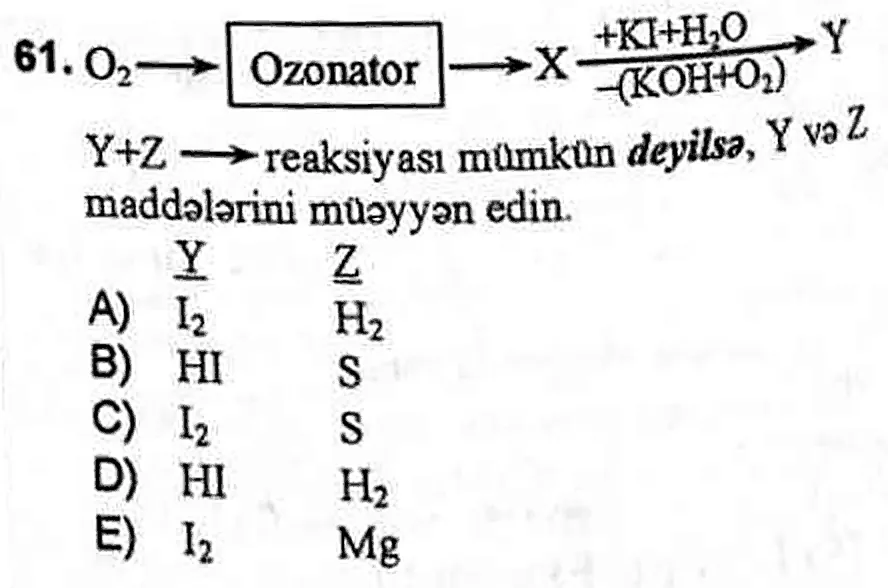 61. O₂ → Ozonator → X +KI+H₂O → Y
−(KOH+O₂)
Y+Z → reaksiyası mümkün deyilsə, Y və Z
maddələrini müəyyən edin.
Y Z
A) I₂ H₂
B) HI S
C) I₂ S
D) HI H₂
E) I₂ Mg